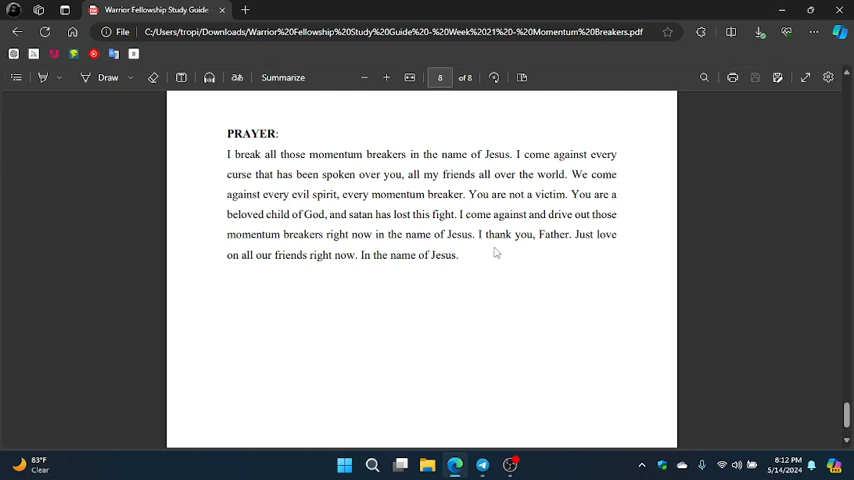 Warrior Fellowship Study Guide -
File
C:/Users/tropi/Downloads/Warrior%20Fellowship%20Study%20Guide%20-%20Week%2021%20-%20Momentum%20Breakers.pdf
Draw
aあ
Summarize
8 of 8
PRAYER:
I break all those momentum breakers in the name of Jesus. I come against every
curse that has been spoken over you, all my friends all over the world. We come
against every evil spirit, every momentum breaker. You are not a victim. You are a
beloved child of God, and satan has lost this fight. I come against and drive out those
momentum breakers right now in the name of Jesus. I thank you, Father. Just love
on all our friends right now. In the name of Jesus.
83°F
Clear
8:12 PM
5/14/2024